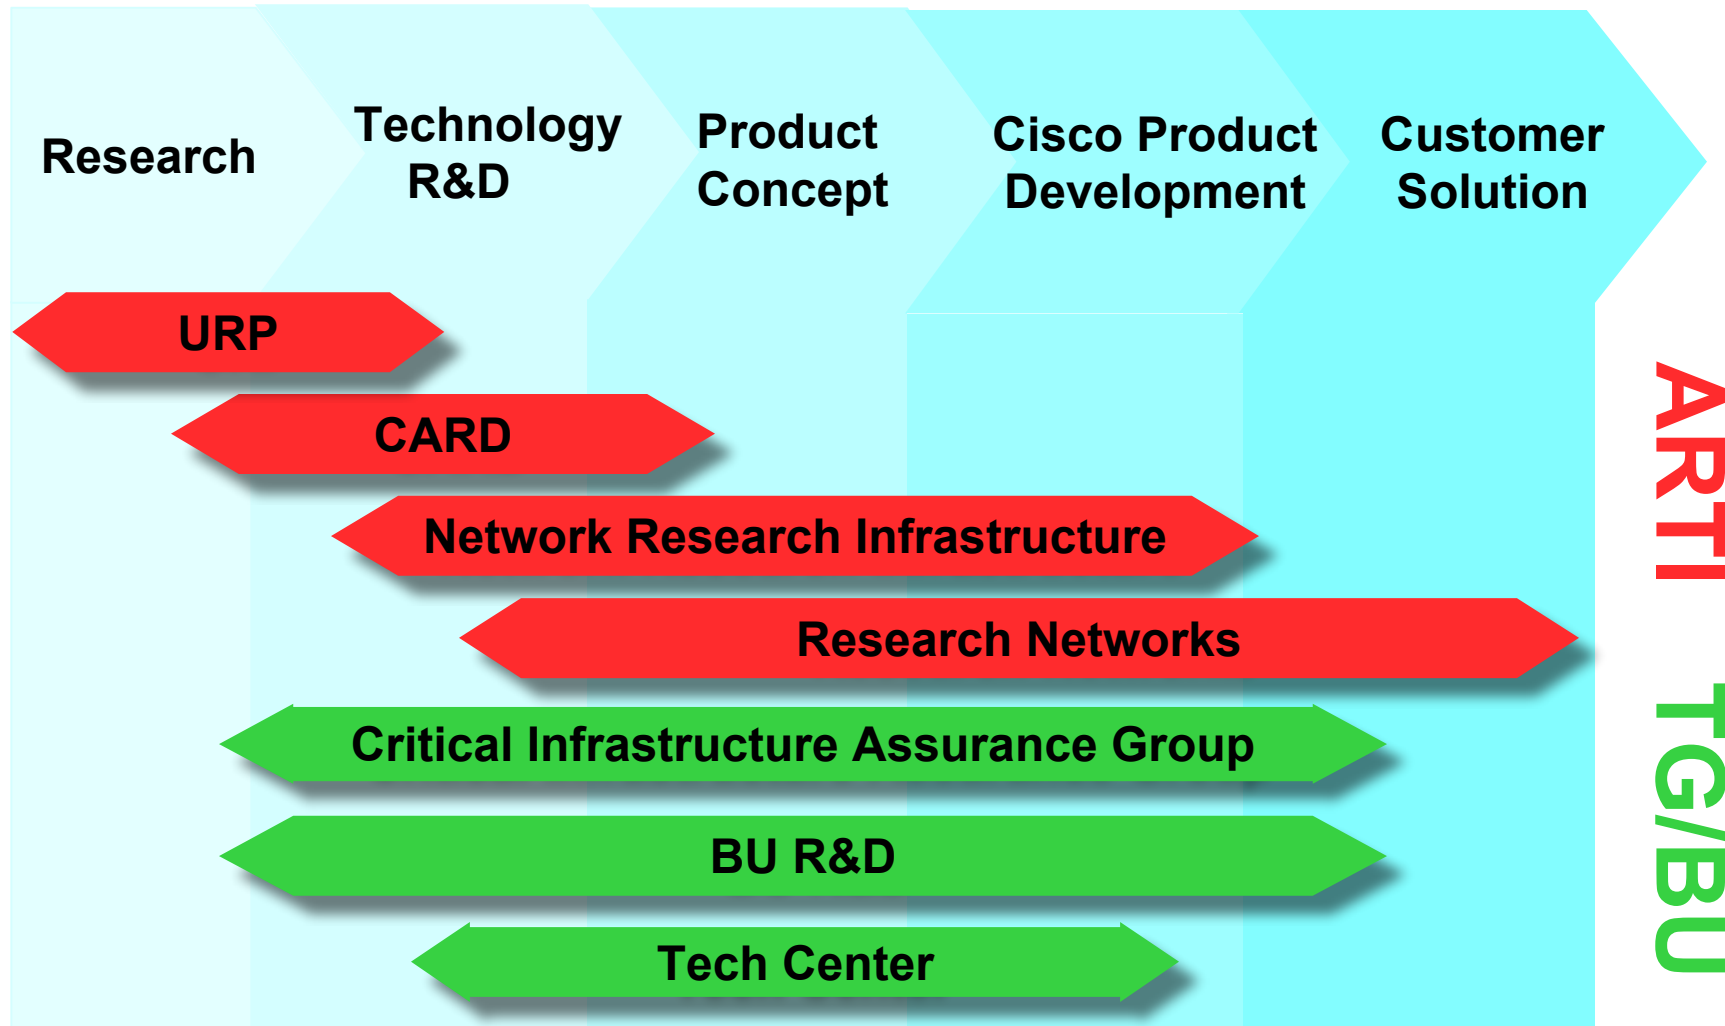 Research
Technology
R&D
Product
Concept
Cisco Product
Development
Customer
Solution
URP
CARD
Network Research Infrastructure
Research Networks
Critical Infrastructure Assurance Group
BU R&D
Tech Center
ARTI
TG/BU